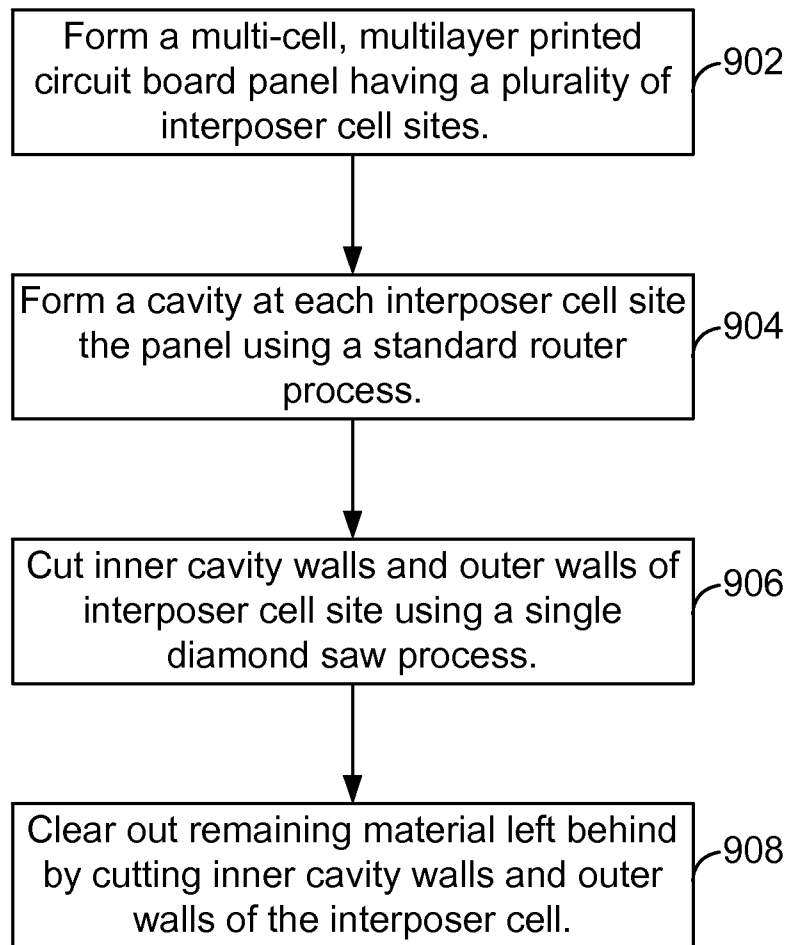 Form a multi-cell, multilayer printed
circuit board panel having a plurality of
interposer cell sites.
902
Form a cavity at each interposer cell site
the panel using a standard router
process.
904
Cut inner cavity walls and outer walls of
interposer cell site using a single
diamond saw process.
906
Clear out remaining material left behind
by cutting inner cavity walls and outer
walls of the interposer cell.
908